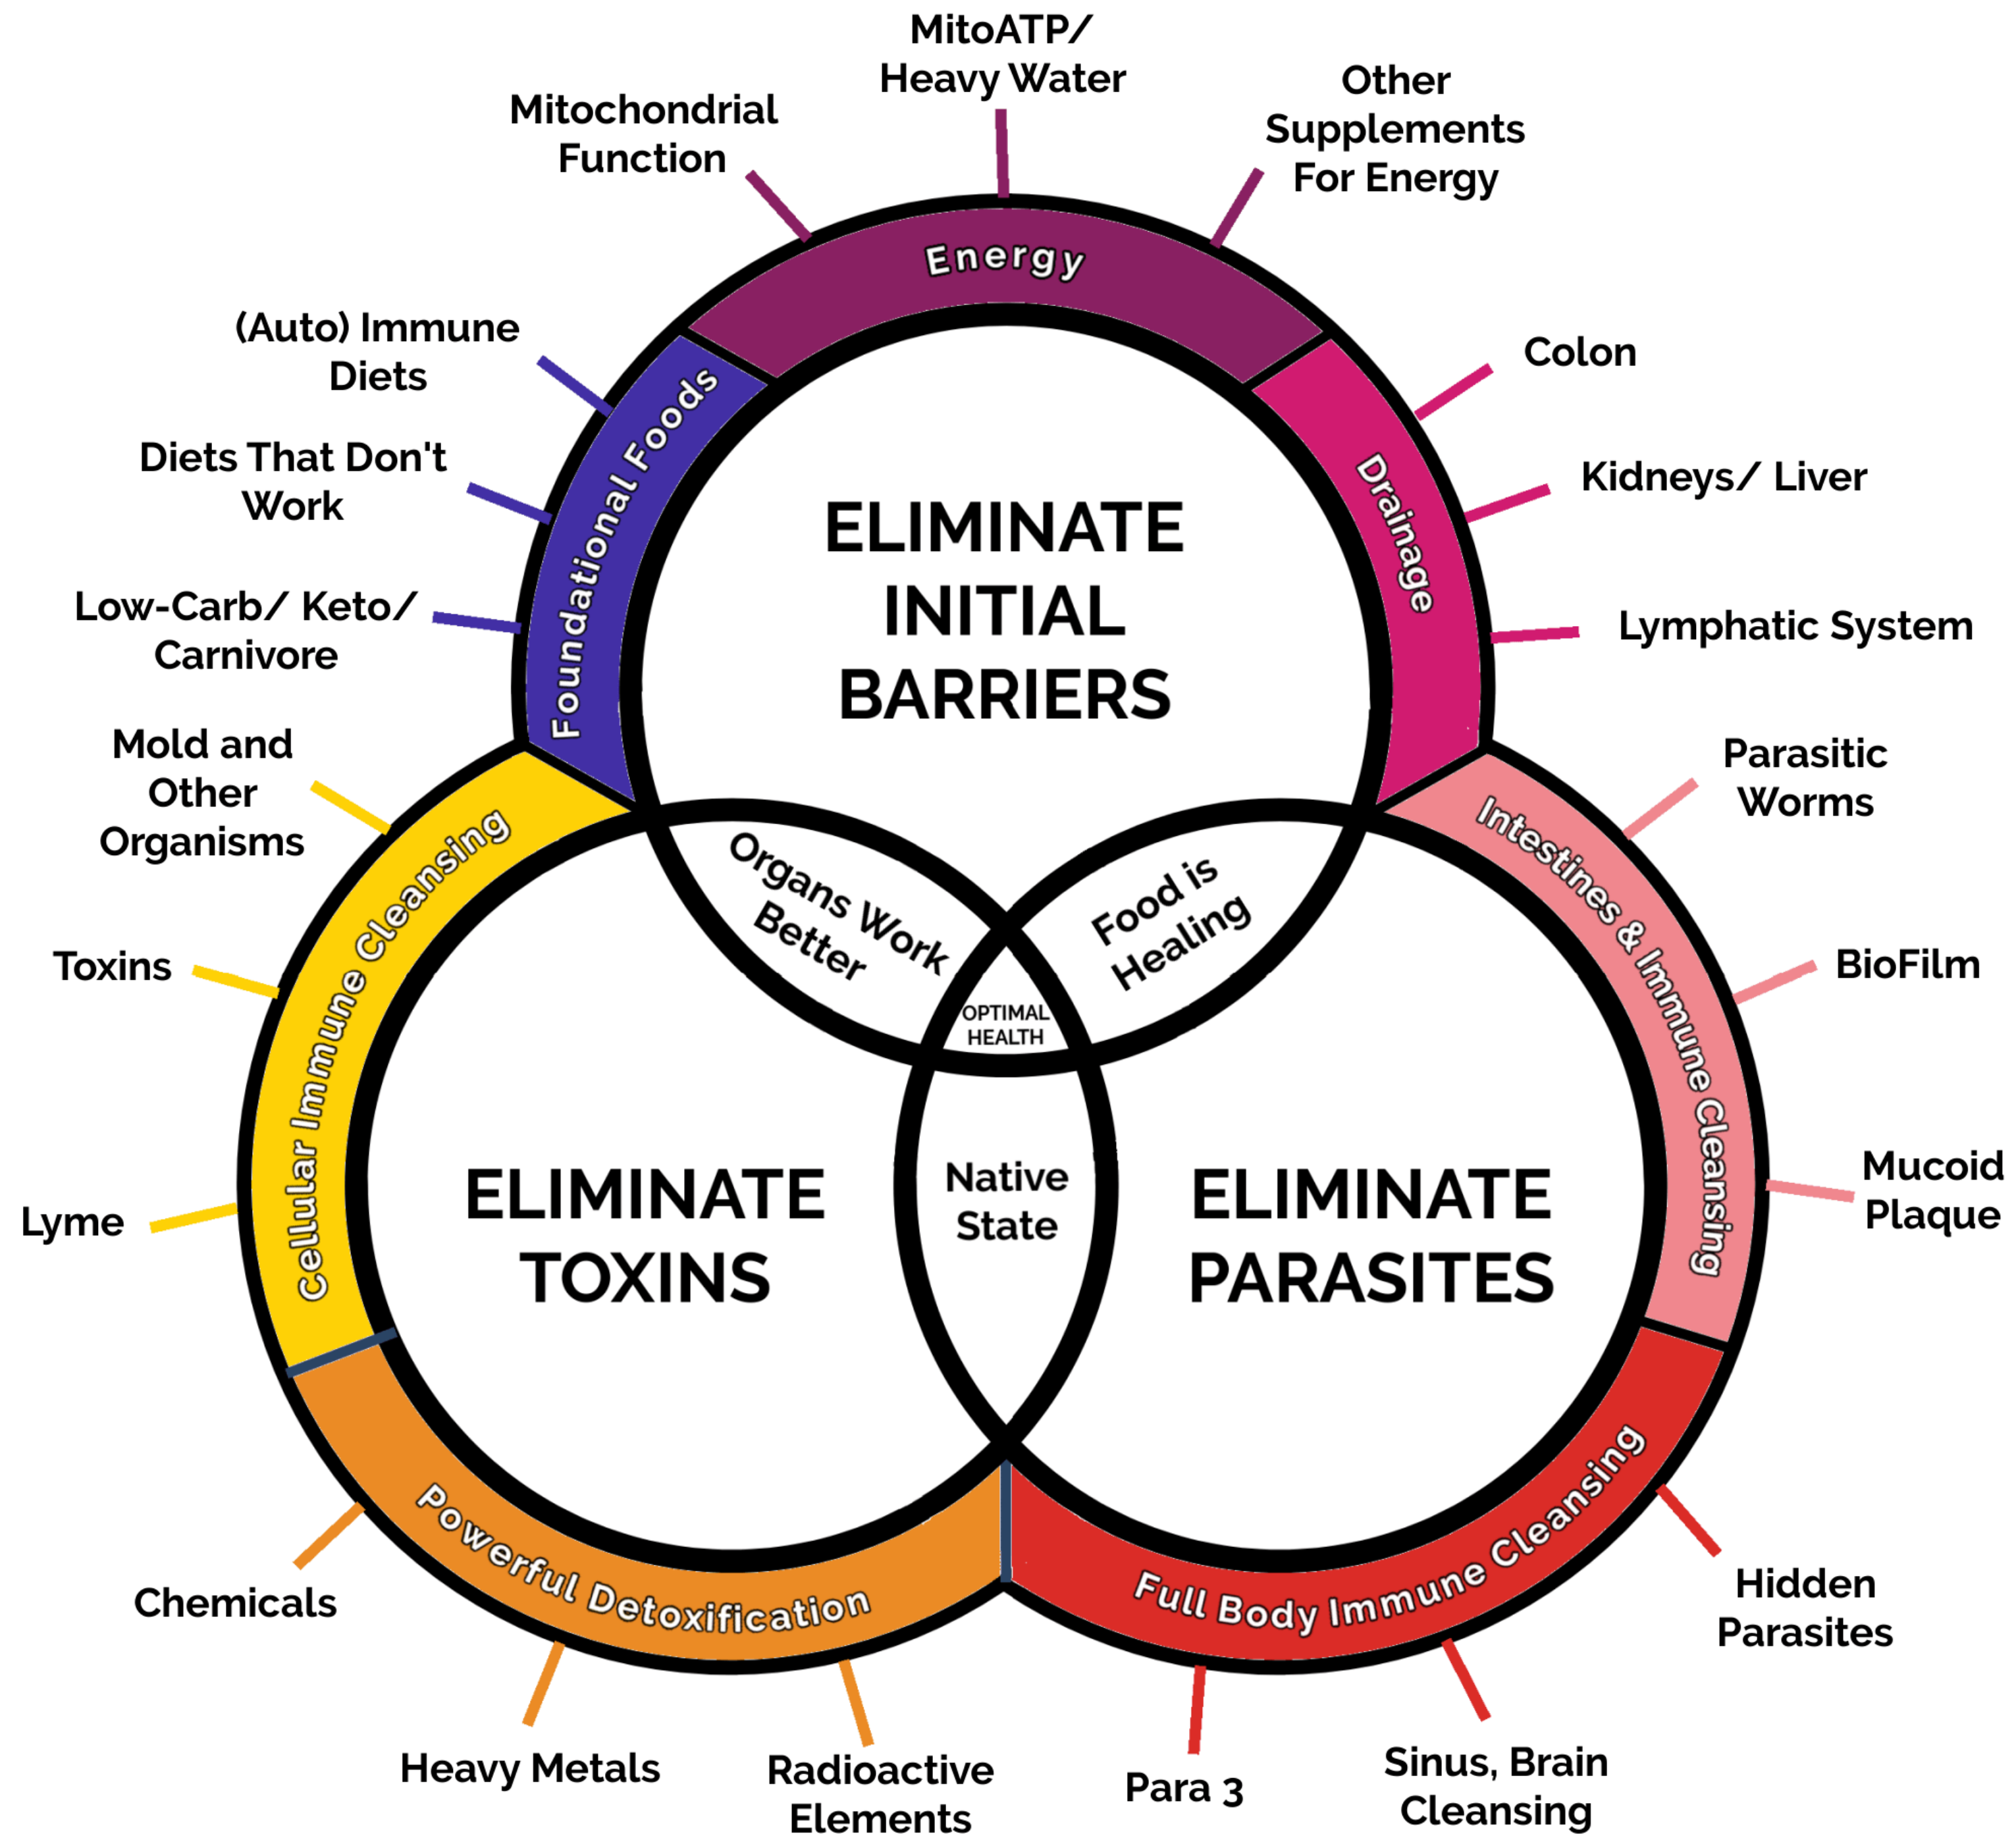 MitoATP/
Heavy Water
Other
Supplements
For Energy
Mitochondrial
Function
Energy
(Auto) Immune
Diets
Diets That Don't
Work
Low-Carb/ Keto/
Carnivore
Foundational Foods
Colon
Kidneys/ Liver
Lymphatic System
Drainage
ELIMINATE
INITIAL
BARRIERS
Mold and
Other
Organisms
Toxins
Lyme
Cellular Immune Cleansing
Organs Work
Better
Food is
Healing
OPTIMAL
HEALTH
Native
State
Parasitic
Worms
BioFilm
Mucoid
Plaque
Intestines & Immune Cleansing
ELIMINATE
TOXINS
ELIMINATE
PARASITES
Powerful Detoxification
Chemicals
Heavy Metals
Radioactive
Elements
Full Body Immune Cleansing
Para 3
Sinus, Brain
Cleansing
Hidden
Parasites